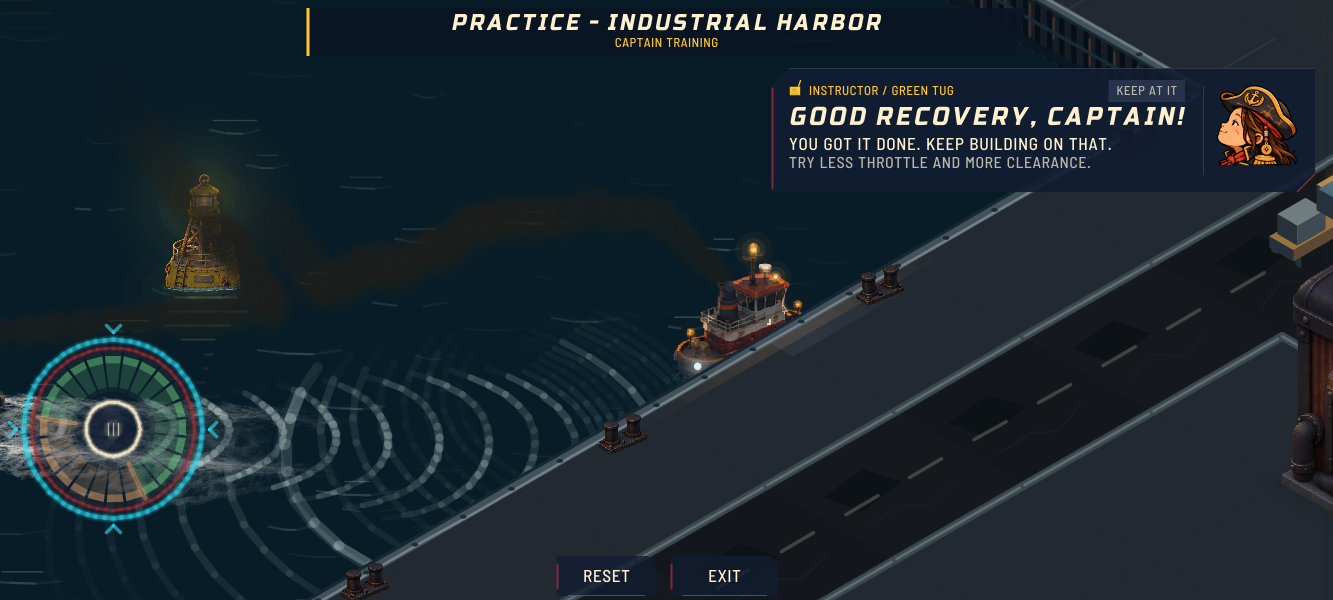 PRACTICE - INDUSTRIAL HARBOR
CAPTAIN TRAINING
INSTRUCTOR / GREEN TUG
KEEP AT IT
GOOD RECOVERY, CAPTAIN!
YOU GOT IT DONE. KEEP BUILDING ON THAT.
TRY LESS THROTTLE AND MORE CLEARANCE.
RESET
EXIT